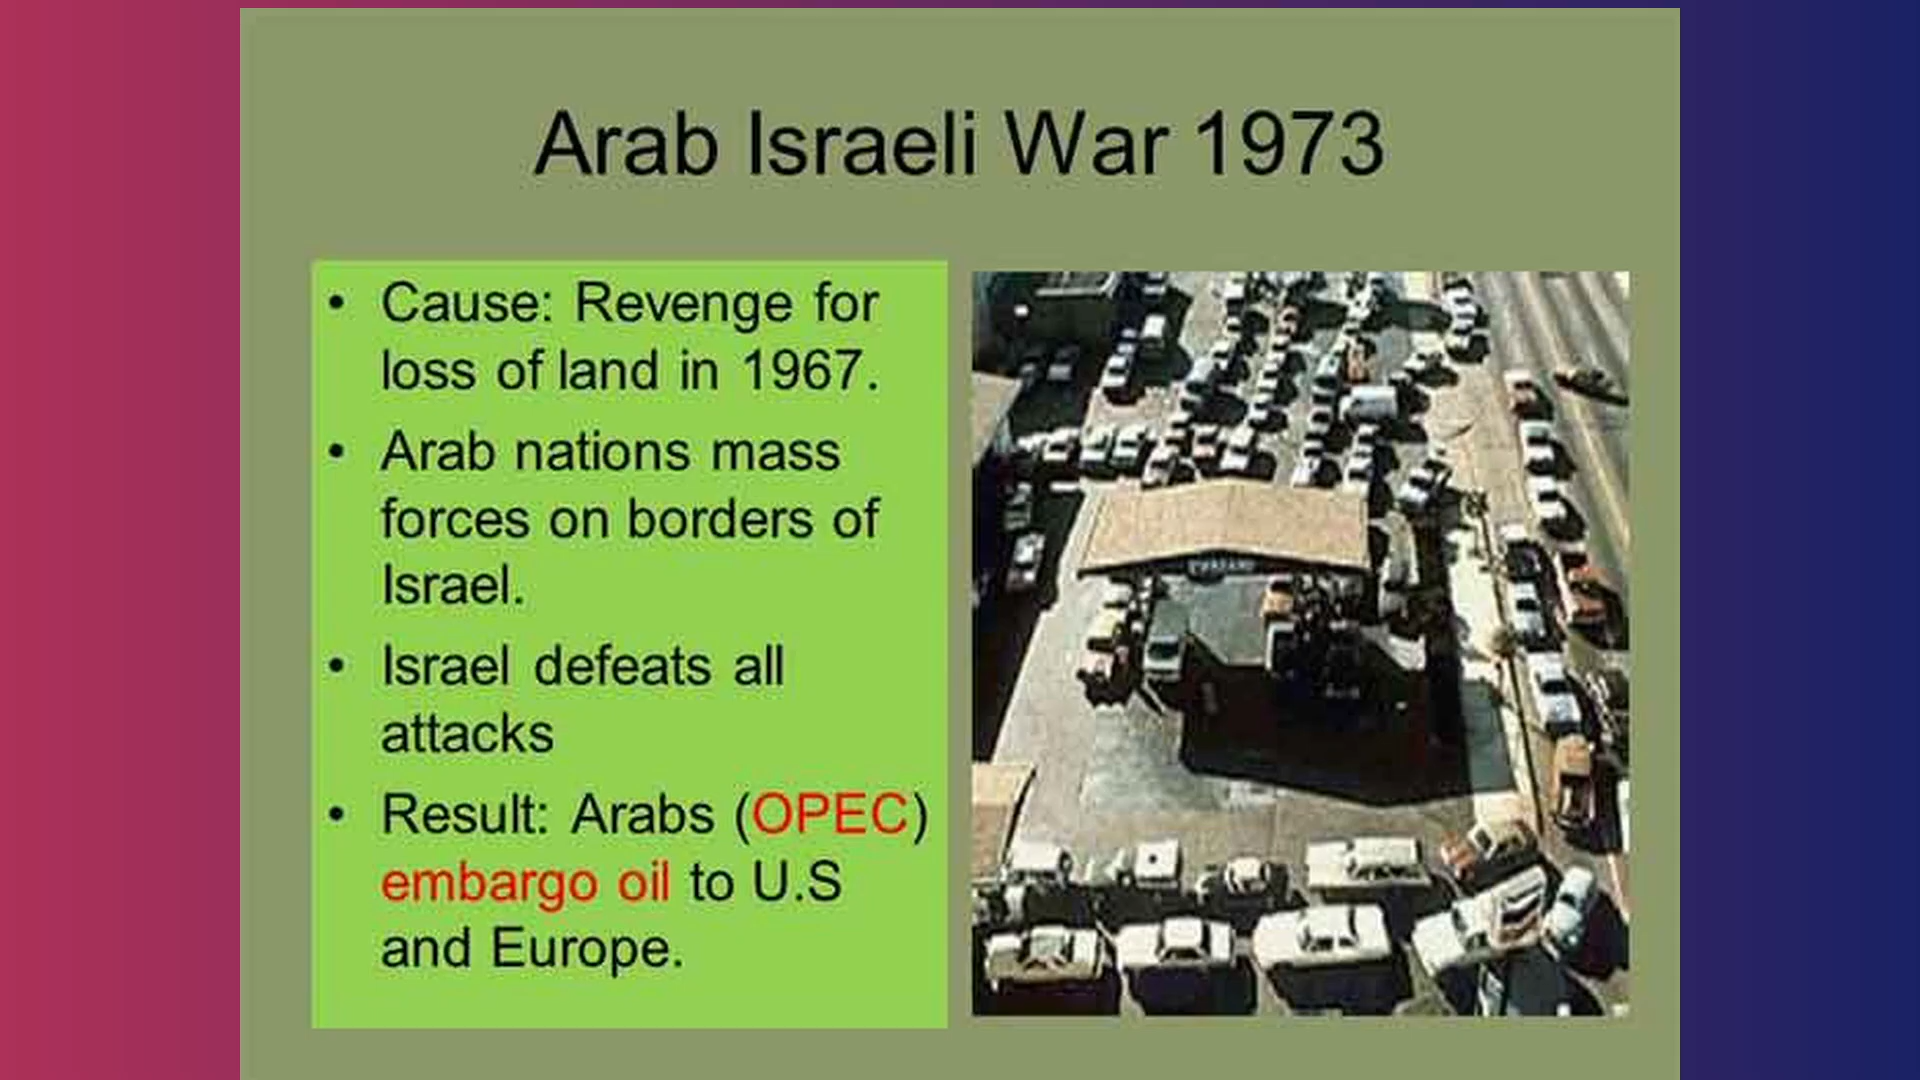 Arab Israeli War 1973
• Cause: Revenge for
loss of land in 1967.
• Arab nations mass
forces on borders of
Israel.
• Israel defeats all
attacks
• Result: Arabs (OPEC)
embargo oil to U.S
and Europe.